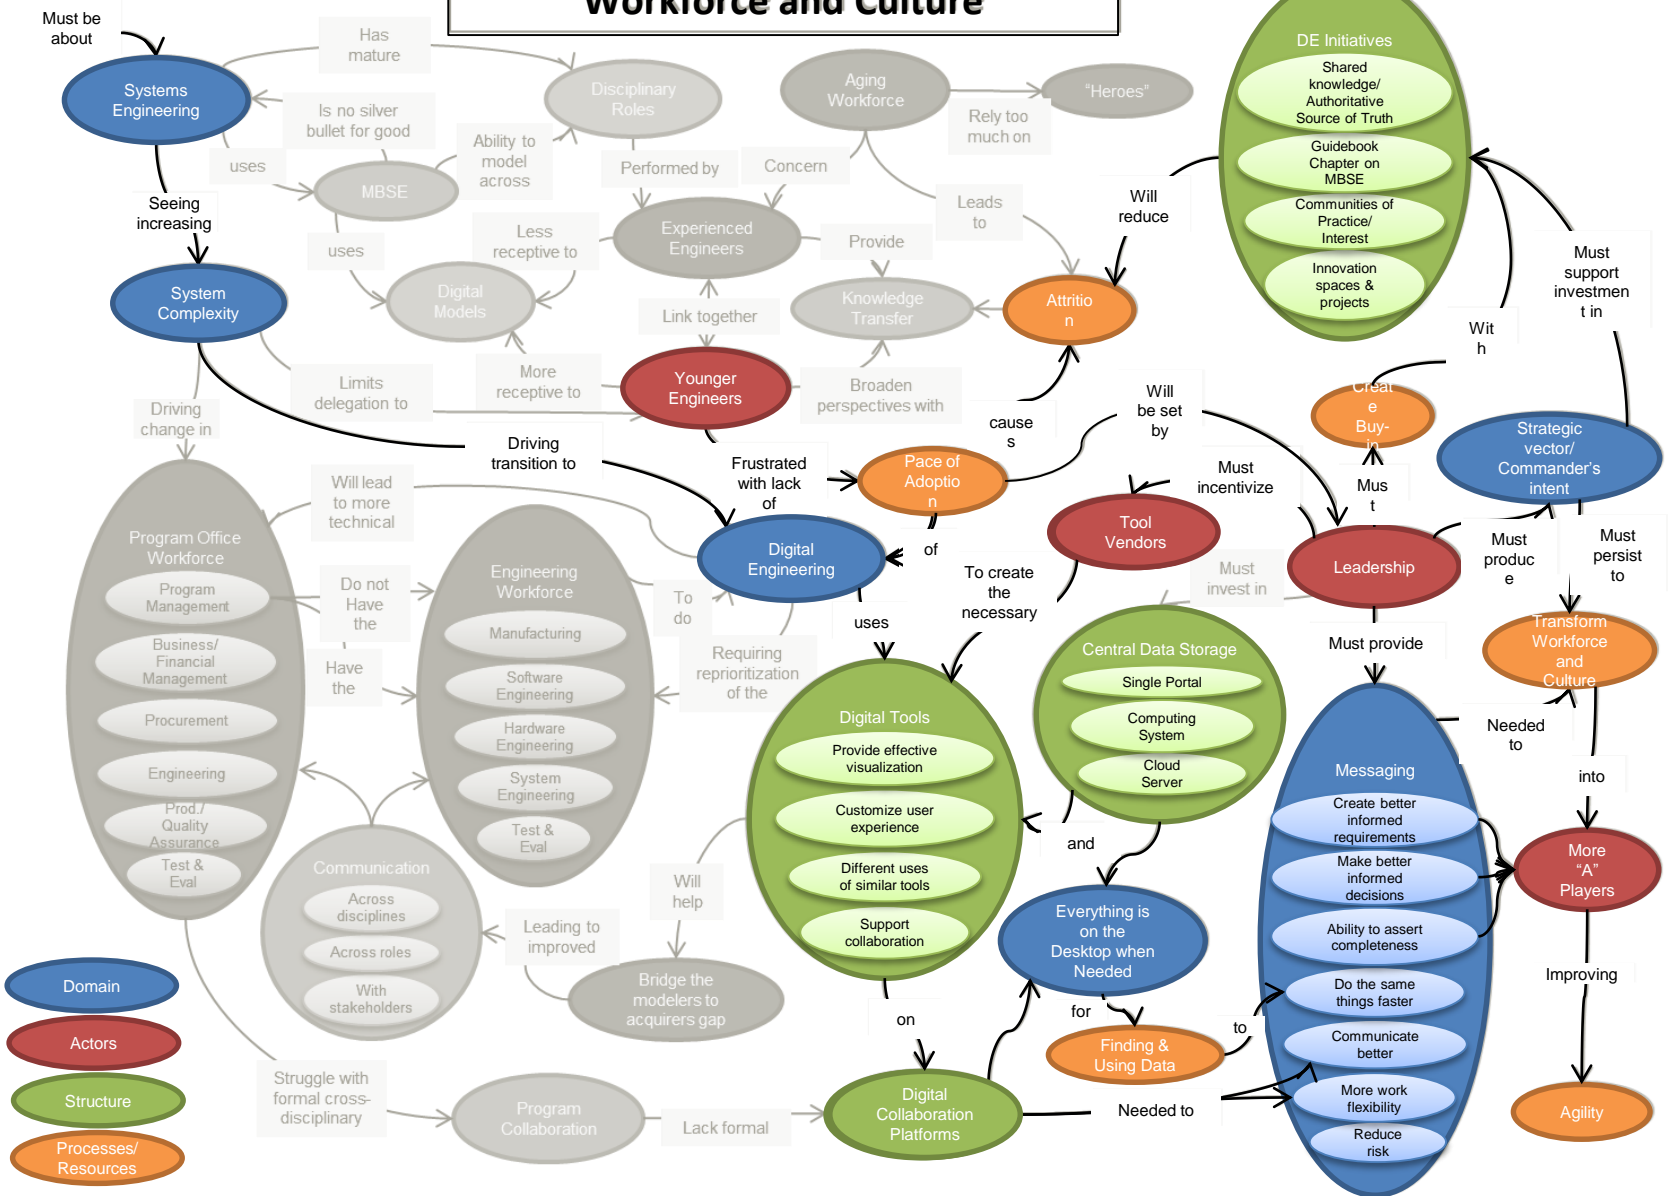 Workforce and Culture
Must be
about
Systems
Engineering
Has
mature
Disciplinary
Roles
Aging
Workforce
"Heroes"
Rely too
much on
Is no silver
bullet for good
uses
MBSE
Ability to
model
across
Performed by
Concern
Seeing
increasing
uses
Less
receptive to
Experienced
Engineers
Provide
Leads
to
Will
reduce
System
Complexity
Digital
Models
Link together
Knowledge
Transfer
Attritio
n
DE Initiatives
Shared
knowledge/
Authoritative
Source of Truth
Guidebook
Chapter on
MBSE
Communities of
Practice/
Interest
Innovation
spaces &
projects
Must
support
investmen
t in
Wit
h
Limits
delegation to
More
receptive to
Younger
Engineers
Broaden
perspectives with
Driving
change in
Driving
transition to
Frustrated
with lack
of
cause
s
Will
be set
by
Creat
e
Buy-
in
Strategic
vector/
Commander's
intent
Pace of
Adoptio
n
Must
incentivize
Mus
t
Will lead
to more
technical
Tool
Vendors
Leadership
Must
produc
e
Must
persist
to
Digital
Engineering
of
To create
the
necessary
Must
invest in
Program Office
Workforce
Program
Management
Business/
Financial
Management
Procurement
Engineering
Prod./
Quality
Assurance
Test &
Eval
Do not
Have
the
Have
the
Engineering
Workforce
Manufacturing
Software
Engineering
Hardware
Engineering
System
Engineering
Test &
Eval
To
do
Requiring
reprioritization
of the
uses
Central Data Storage
Single Portal
Computing
System
Cloud
Server
Must provide
Transform
Workforce
and
Culture
Needed
to
into
Digital Tools
Provide effective
visualization
Customize user
experience
Different uses
of similar tools
Support
collaboration
and
Messaging
Create better
informed
requirements
Make better
informed
decisions
Ability to assert
completeness
Do the same
things faster
Communicate
better
More work
flexibility
Reduce
risk
More
"A"
Players
Communication
Across
disciplines
Across roles
With
stakeholders
Leading to
improved
Will
help
Bridge the
modelers to
acquirers gap
Everything is
on the
Desktop when
Needed
on
for
to
Finding &
Using Data
Improving
Agility
Struggle with
formal cross-
disciplinary
Program
Collaboration
Lack formal
Digital
Collaboration
Platforms
Needed to
Domain
Actors
Structure
Processes/
Resources